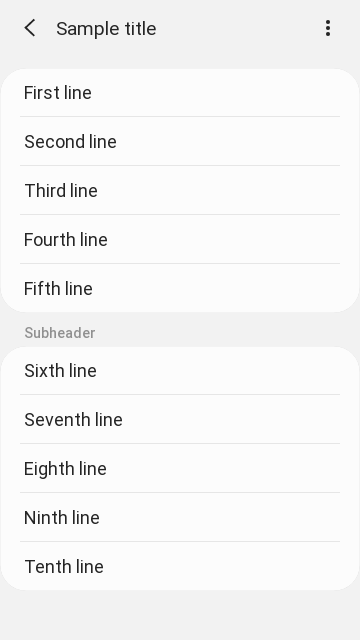 Sample title
First line
Second line
Third line
Fourth line
Fifth line
Subheader
Sixth line
Seventh line
Eighth line
Ninth line
Tenth line